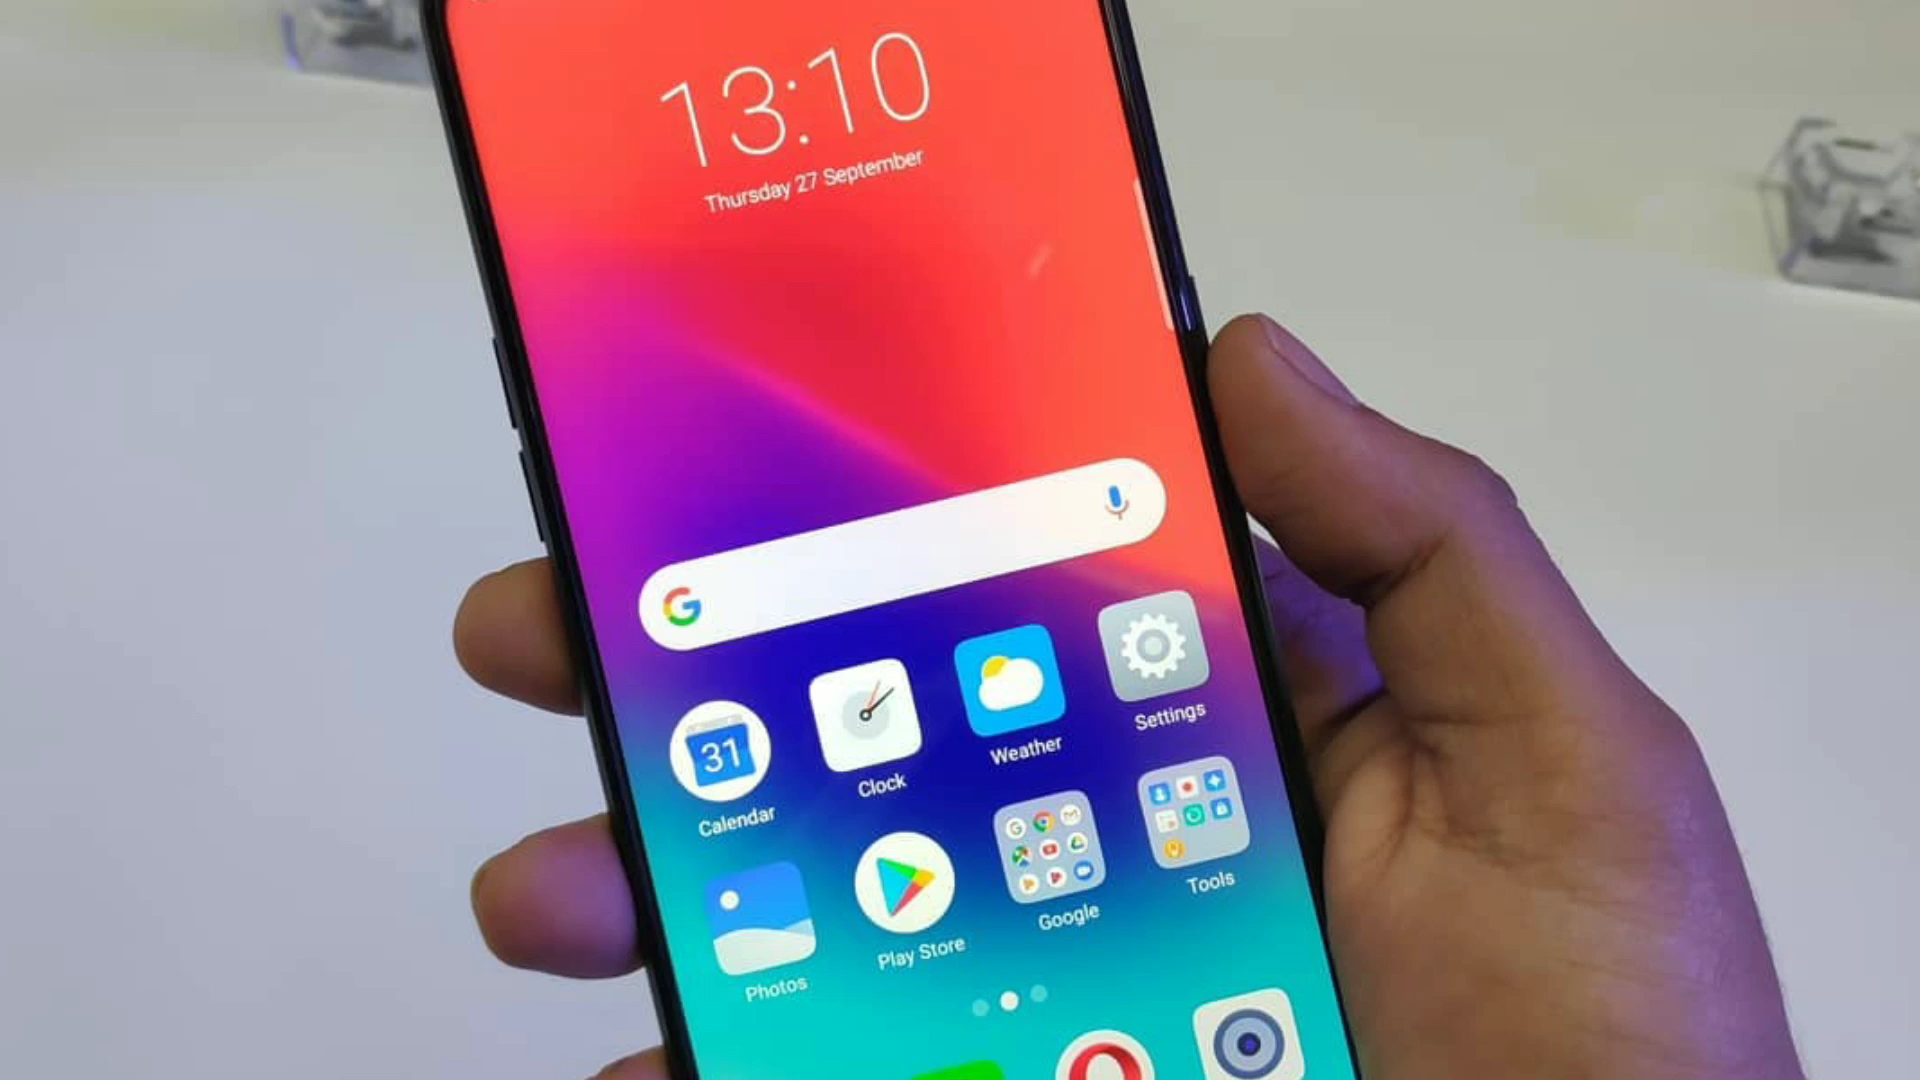 13:10
Thursday 27 September
G
31
Calendar
Clock
Weather
Settings
Photos
Play Store
Google
Tools